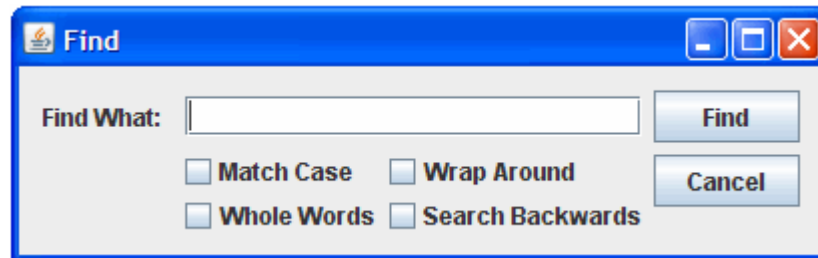 Find
Find What:
Find
Match Case
Wrap Around
Cancel
Whole Words
Search Backwards